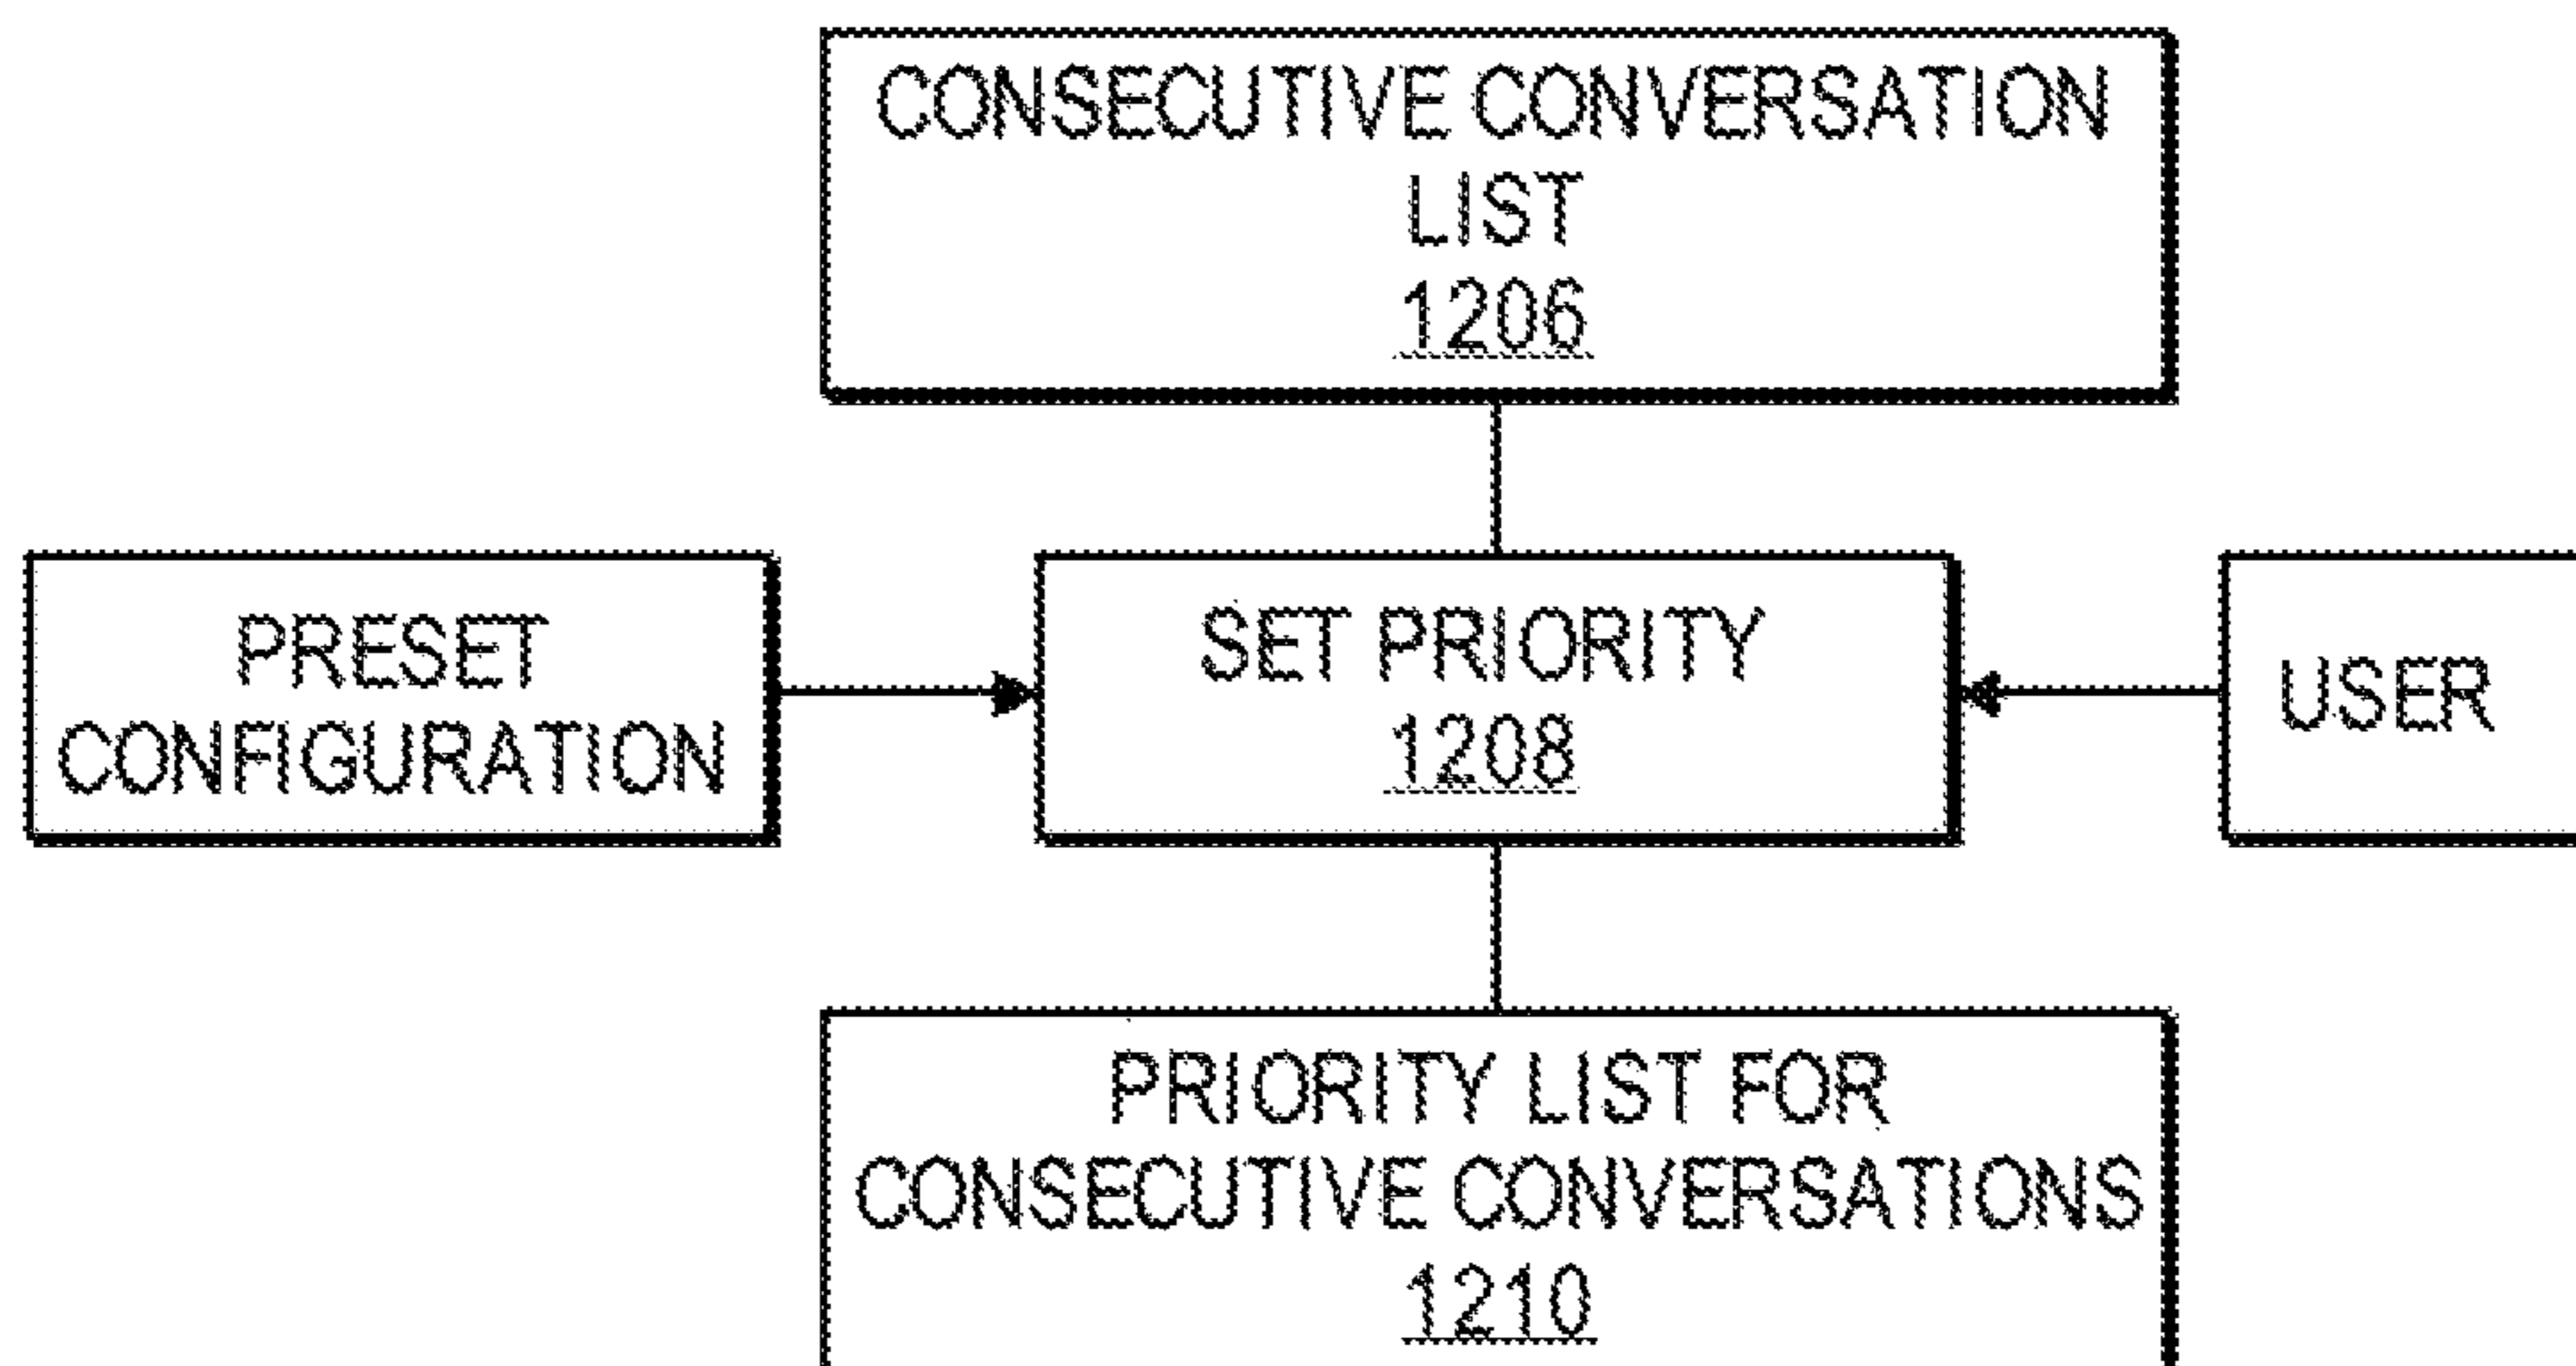 CONSECUTIVE CONVERSATION
LIST
1206
PRESET
CONFIGURATION
SET PRIORITY
1208
USER
PRIORITY LIST FOR
CONSECUTIVE CONVERSATIONS
1210